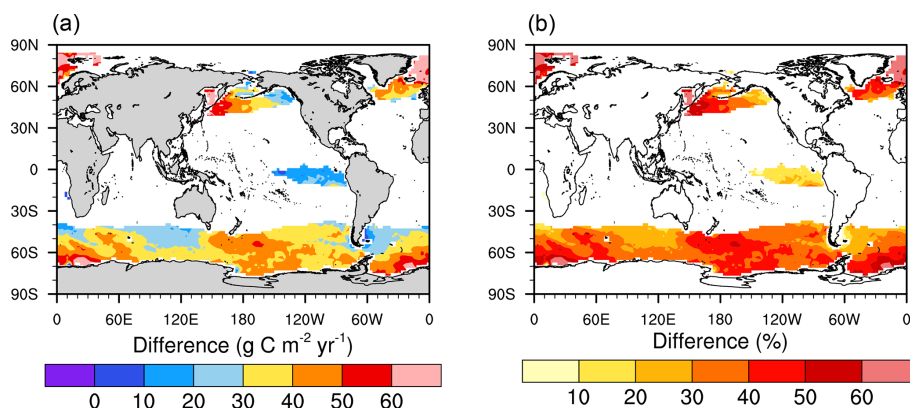 (a)
(b)
90N
60N
30N
0
30S
60S
90S
0 60E 120E 180 120W 60W 0
Difference (g C m⁻² yr⁻¹)
0 10 20 30 40 50 60
90N
60N
30N
0
30S
60S
90S
0 60E 120E 180 120W 60W 0
Difference (%)
10 20 30 40 50 60